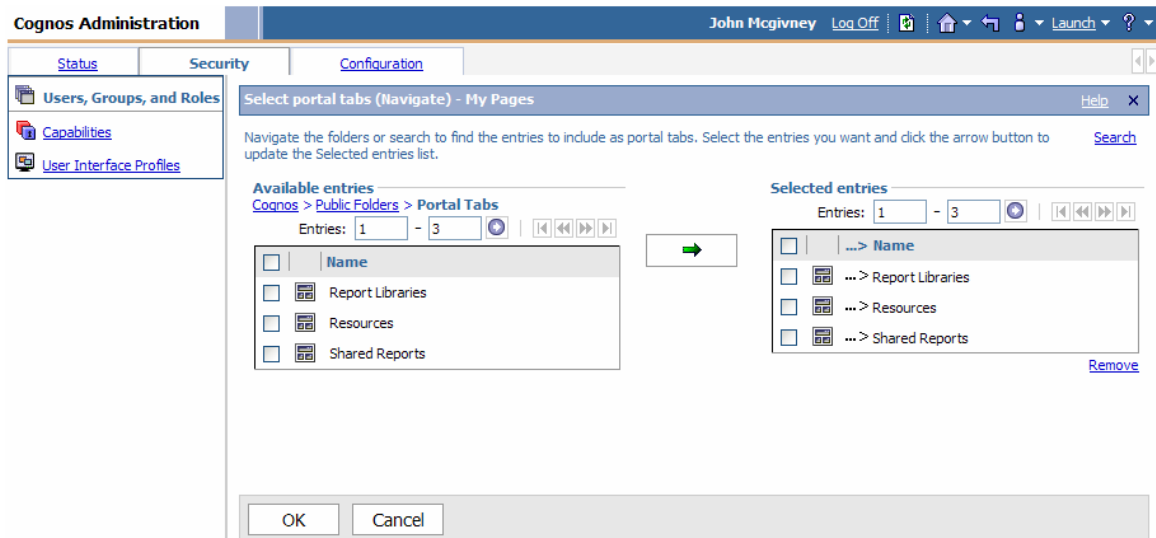 Cognos Administration
John Mcgivney Log Off Launch ?
Status Security Configuration
Users, Groups, and Roles
Capabilities
User Interface Profiles
Select portal tabs (Navigate) - My Pages Help X
Navigate the folders or search to find the entries to include as portal tabs. Select the entries you want and click the arrow button to
update the Selected entries list.
Search
Available entries
Cognos > Public Folders > Portal Tabs
Entries: 1 - 3
Name
Report Libraries
Resources
Shared Reports
Selected entries
Entries: 1 - 3
...> Name
...> Report Libraries
...> Resources
...> Shared Reports
Remove
OK Cancel